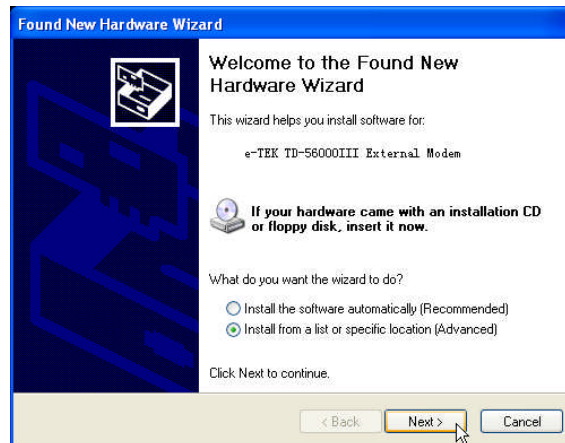 Found New Hardware Wizard
Welcome to the Found New
Hardware Wizard
This wizard helps you install software for:
e-TEK TD-56000III External Modem
If your hardware came with an installation CD
or floppy disk, insert it now.
What do you want the wizard to do?
Install the software automatically (Recommended)
Install from a list or specific location (Advanced)
Click Next to continue.
< Back
Next >
Cancel